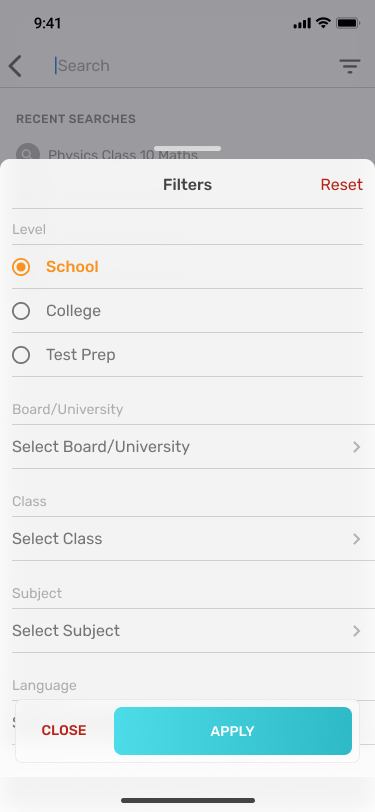 9:41
Search
RECENT SEARCHES
Physics Class 10 Maths
Filters
Reset
Level
School
College
Test Prep
Board/University
Select Board/University
Class
Select Class
Subject
Select Subject
Language
CLOSE
APPLY